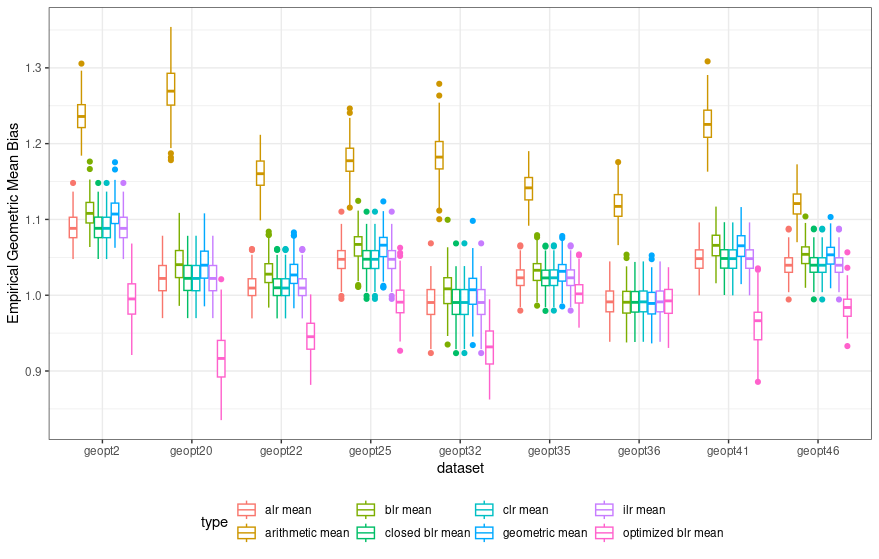 Empirical Geometric Mean Bias
1.3
1.2
1.1
1.0
0.9
geopt2 geopt20 geopt22 geopt25 geopt32 geopt35 geopt36 geopt41 geopt46
dataset
type
alr mean blr mean clr mean ilr mean
arithmetic mean closed blr mean geometric mean optimized blr mean